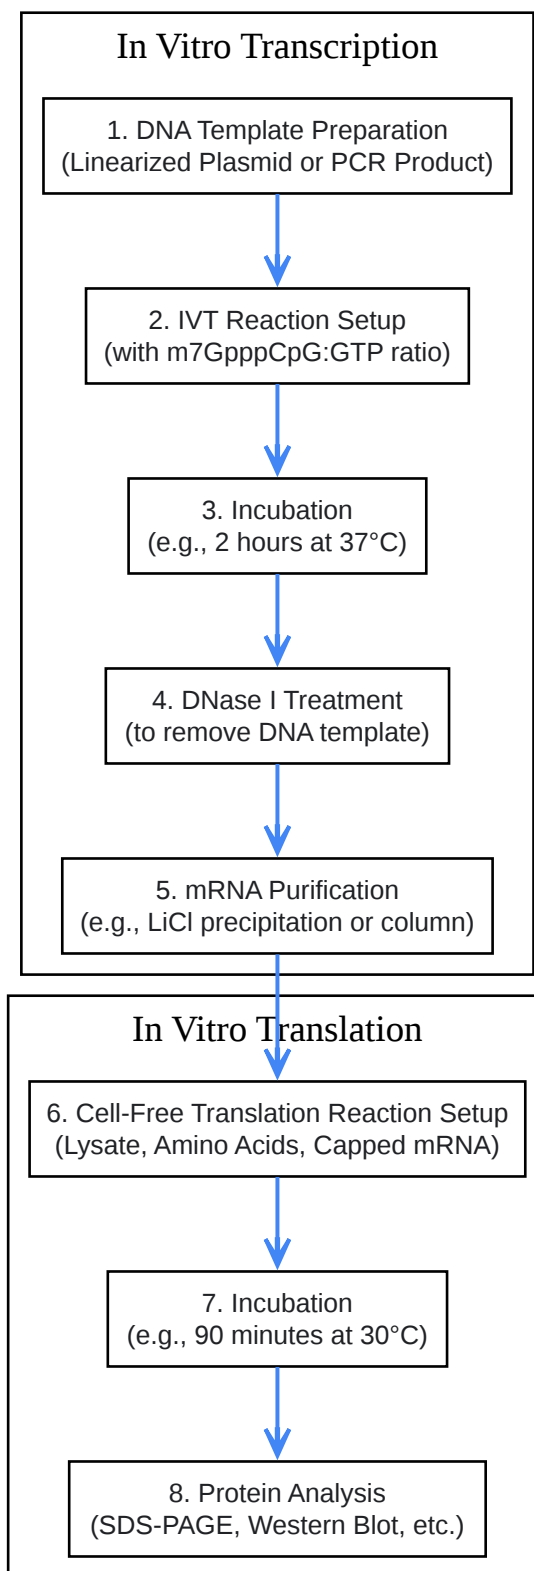 In Vitro Transcription
1. DNA Template Preparation
(Linearized Plasmid or PCR Product)
2. IVT Reaction Setup
(with m7GpppCpG:GTP ratio)
3. Incubation
(e.g., 2 hours at 37°C)
4. DNase I Treatment
(to remove DNA template)
5. mRNA Purification
(e.g., LiCl precipitation or column)
In Vitro Translation
6. Cell-Free Translation Reaction Setup
(Lysate, Amino Acids, Capped mRNA)
7. Incubation
(e.g., 90 minutes at 30°C)
8. Protein Analysis
(SDS-PAGE, Western Blot, etc.)